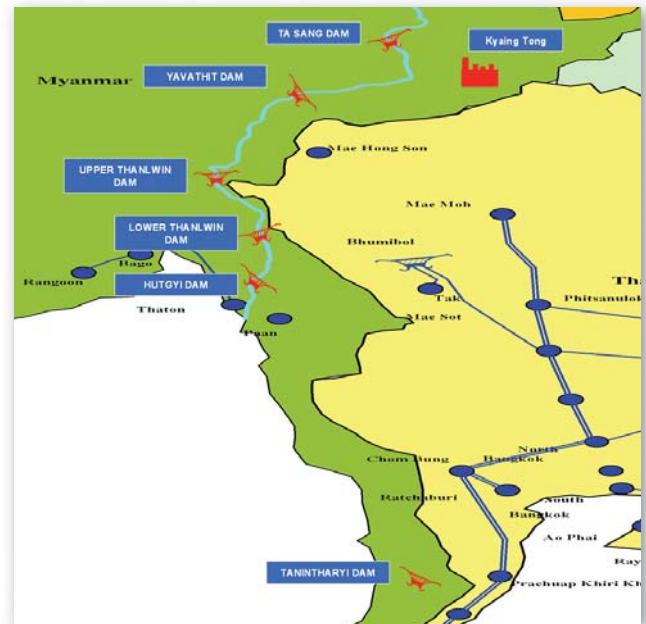 TA SANG DAM
Kyaing Tong
YAVATHIT DAM
Myanmar
Mae Hong Son
UPPER THANLWIN
DAM
Mae Moh
LOWER THANLWIN
DAM
Bhumibol
Bago
Rangoon
HUTGYI DAM
Tha
Tak
Phitsanulok
Thaton
Mae Sot
Paan
North
Chom Bung
Bangkok
Ratchaburi
South
Bangkok
Ao Phai
Ray
TANINTHARYI DAM
Prachuap Khiri Kh